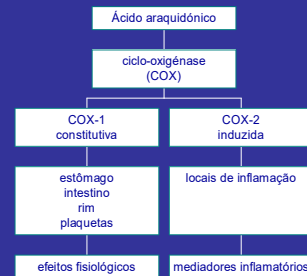 Ácido araquidónico
ciclo-oxigénase
(COX)
COX-1
constitutiva
COX-2
induzida
estômago
intestino
rim
plaquetas
locais de inflamação
efeitos fisiológicos
mediadores inflamatórios